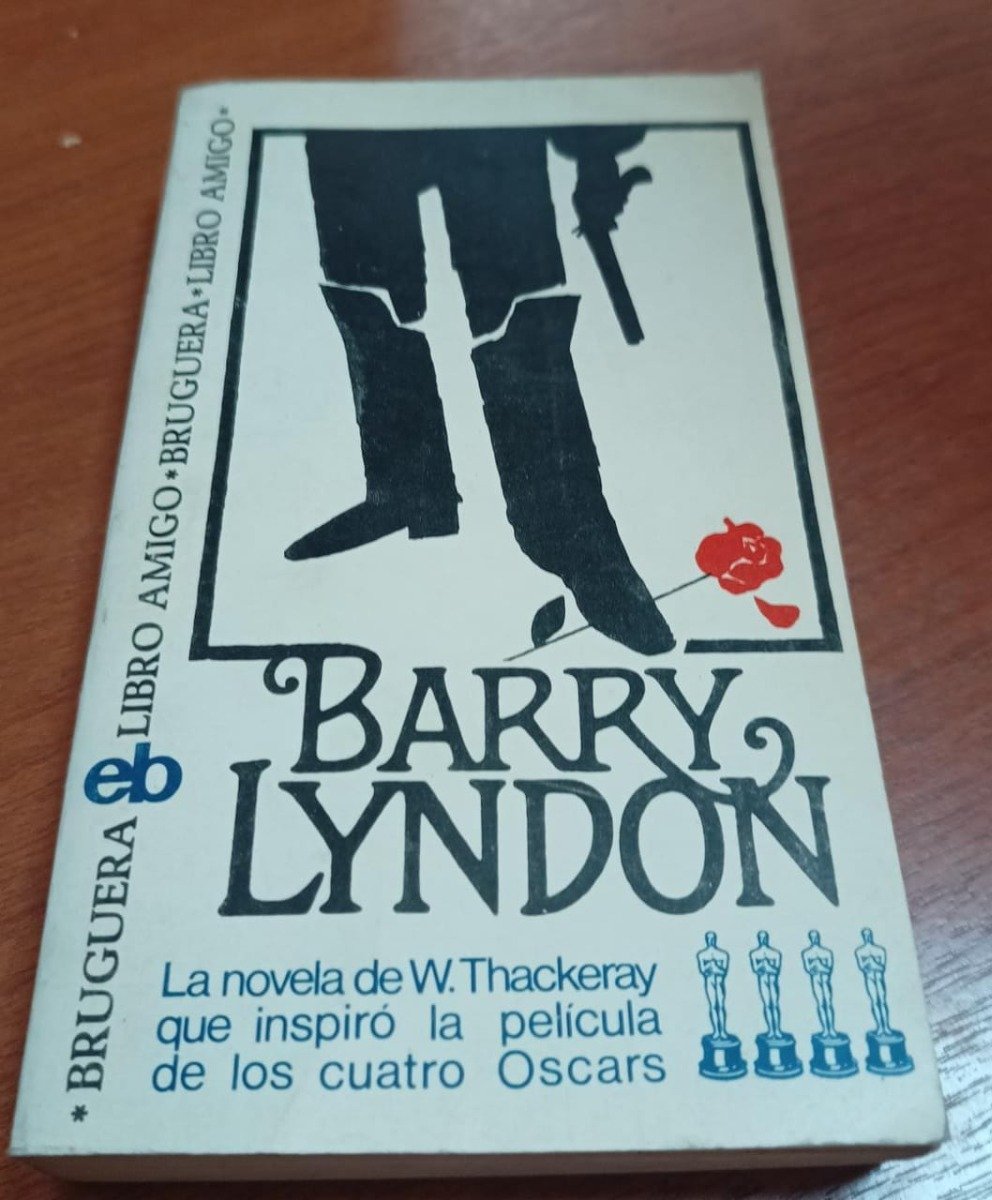 * BRUGUERA eb LIBRO AMIGO * BRUGUERA * LIBRO AMIGO *
BARRY
LYNDON
La novela de W. Thackeray
que inspiró la película
de los cuatro Oscars